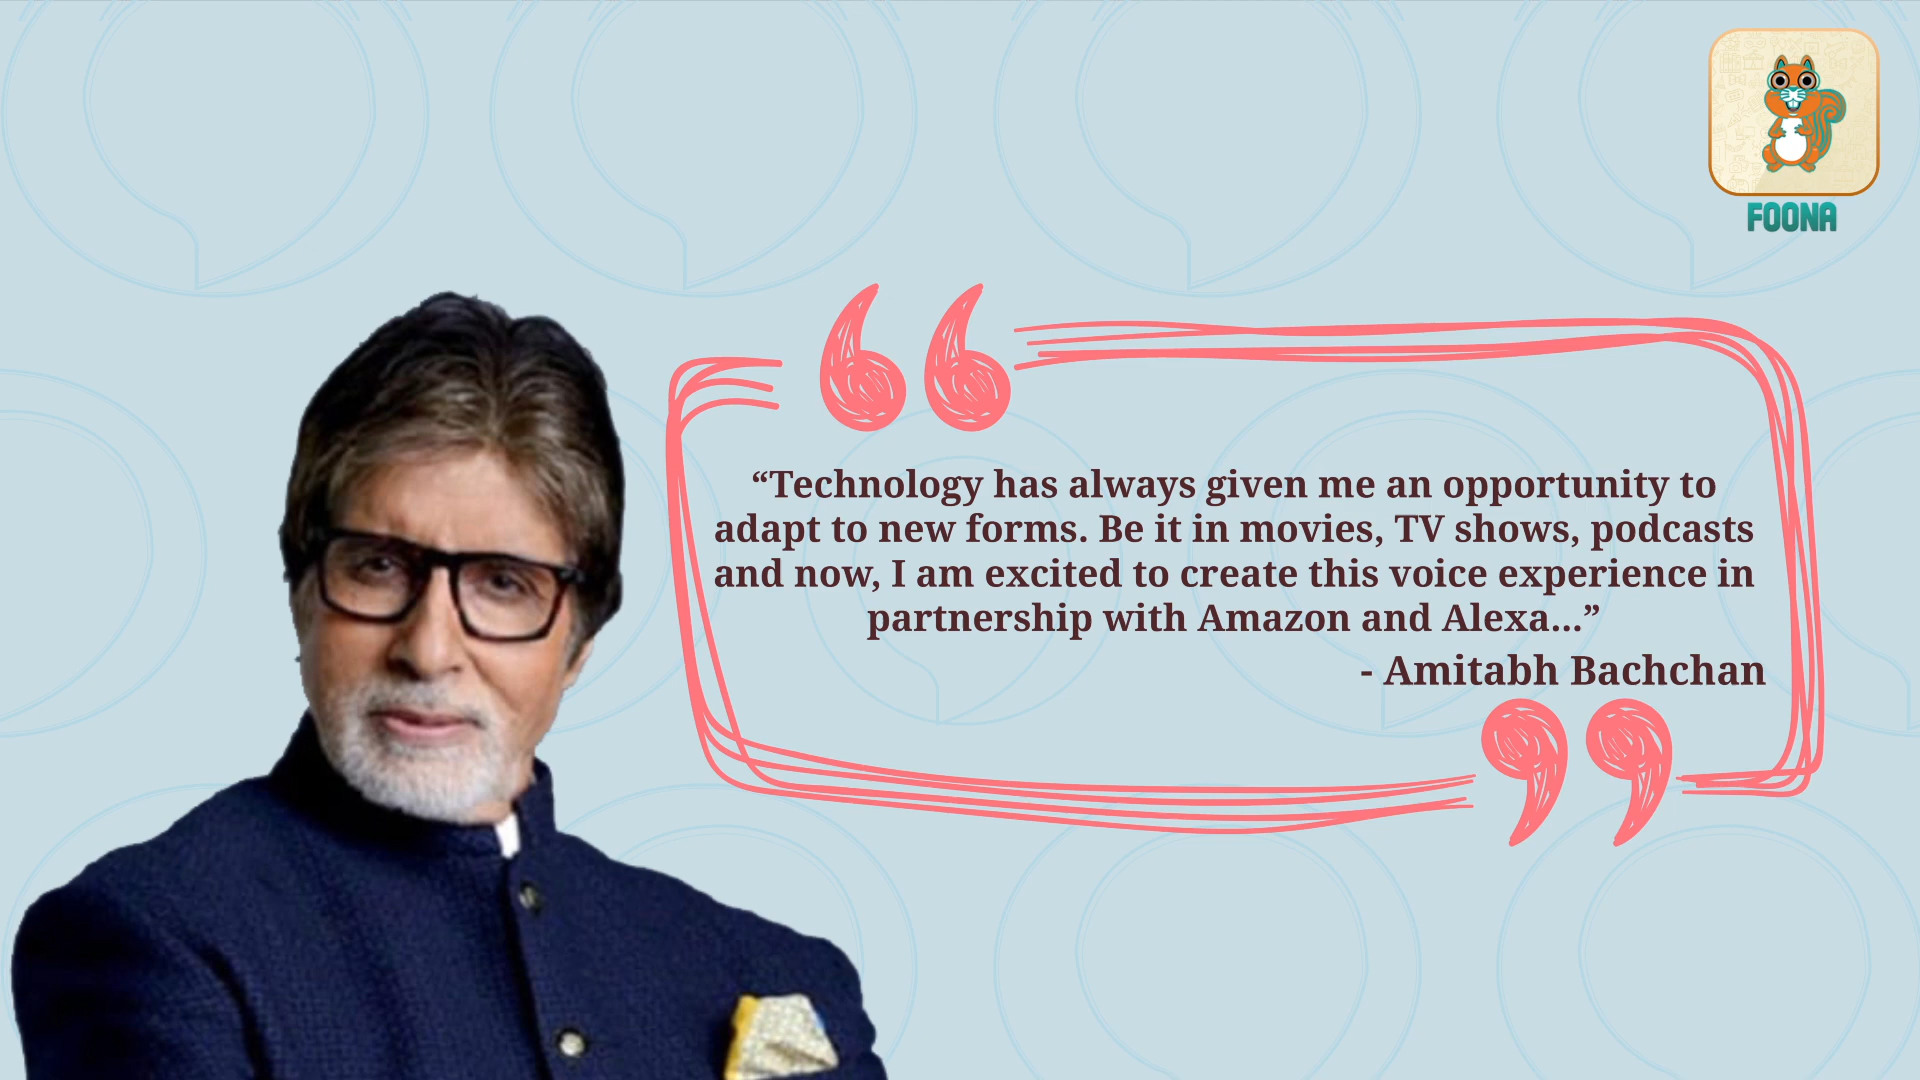 FOONA
“Technology has always given me an opportunity to
adapt to new forms. Be it in movies, TV shows, podcasts
and now, I am excited to create this voice experience in
partnership with Amazon and Alexa...”
- Amitabh Bachchan